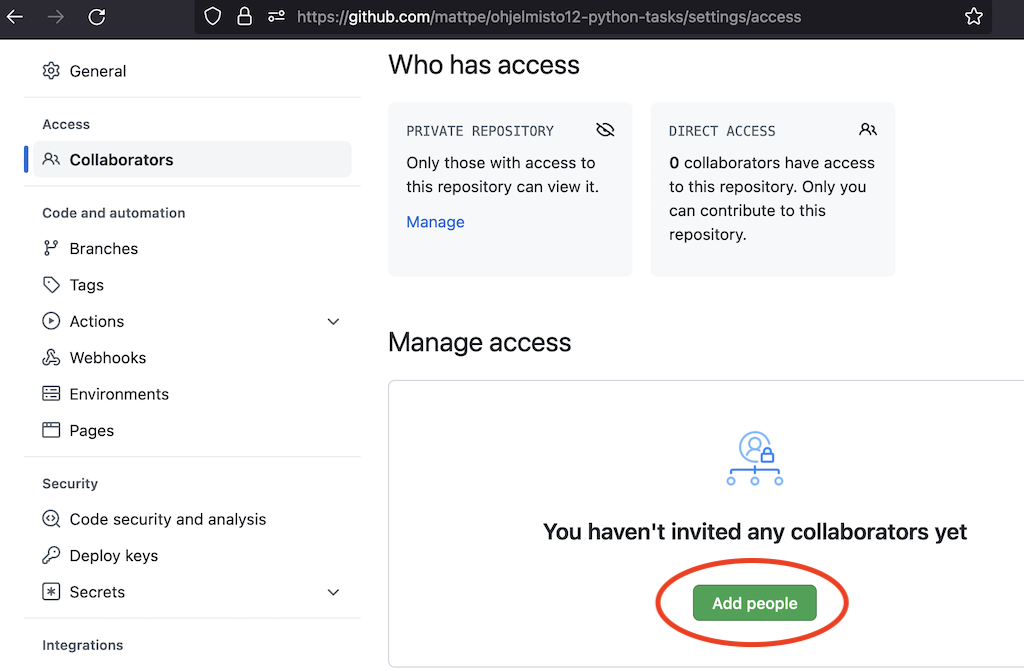 https://github.com/mattpe/ohjelmisto12-python-tasks/settings/access
General
Access
Collaborators
Code and automation
Branches
Tags
Actions
Webhooks
Environments
Pages
Security
Code security and analysis
Deploy keys
Secrets
Integrations
Who has access
PRIVATE REPOSITORY
Only those with access to
this repository can view it.
Manage
DIRECT ACCESS
0 collaborators have access
to this repository. Only you
can contribute to this
repository.
Manage access
You haven't invited any collaborators yet
Add people